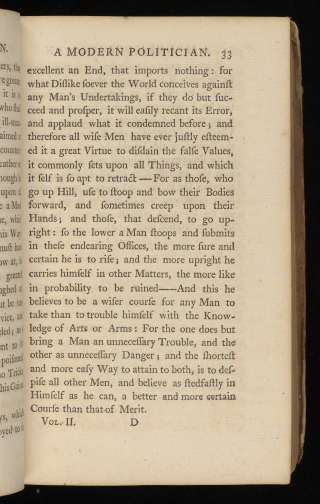 A MODERN POLITICIAN. 33
excellent an End, that imports nothing: for
what Diſlike ſoever the World conceives againſt
any Man's Undertakings, if they do but ſuc-
ceed and proſper, it will eaſily recant its Error,
and applaud what it condemned before; and
therefore all wiſe Men have ever juſtly eſteem-
ed it a great Virtue to diſdain the falſe Values,
it commonly ſets upon all Things, and which
it ſelf is ſo apt to retract — For as thoſe, who
go up Hill, uſe to ſtoop and bow their Bodies
forward, and ſometimes creep upon their
Hands; and thoſe, that deſcend, to go up-
right: ſo the lower a Man ſtoops and ſubmits
in theſe endearing Offices, the more ſure and
certain he is to riſe; and the more upright he
carries himſelf in other Matters, the more like
in probability to be ruined——And this he
believes to be a wiſer courſe for any Man to
take than to trouble himſelf with the Know-
ledge of Arts or Arms: For the one does but
bring a Man an unneceſſary Trouble, and the
other as unneceſſary Danger; and the ſhorteſt
and more eaſy Way to attain to both, is to deſ-
piſe all other Men, and believe as ſtedfaſtly in
Himſelf as he can, a better and more certain
Courſe than that of Merit.
VOL. II. D